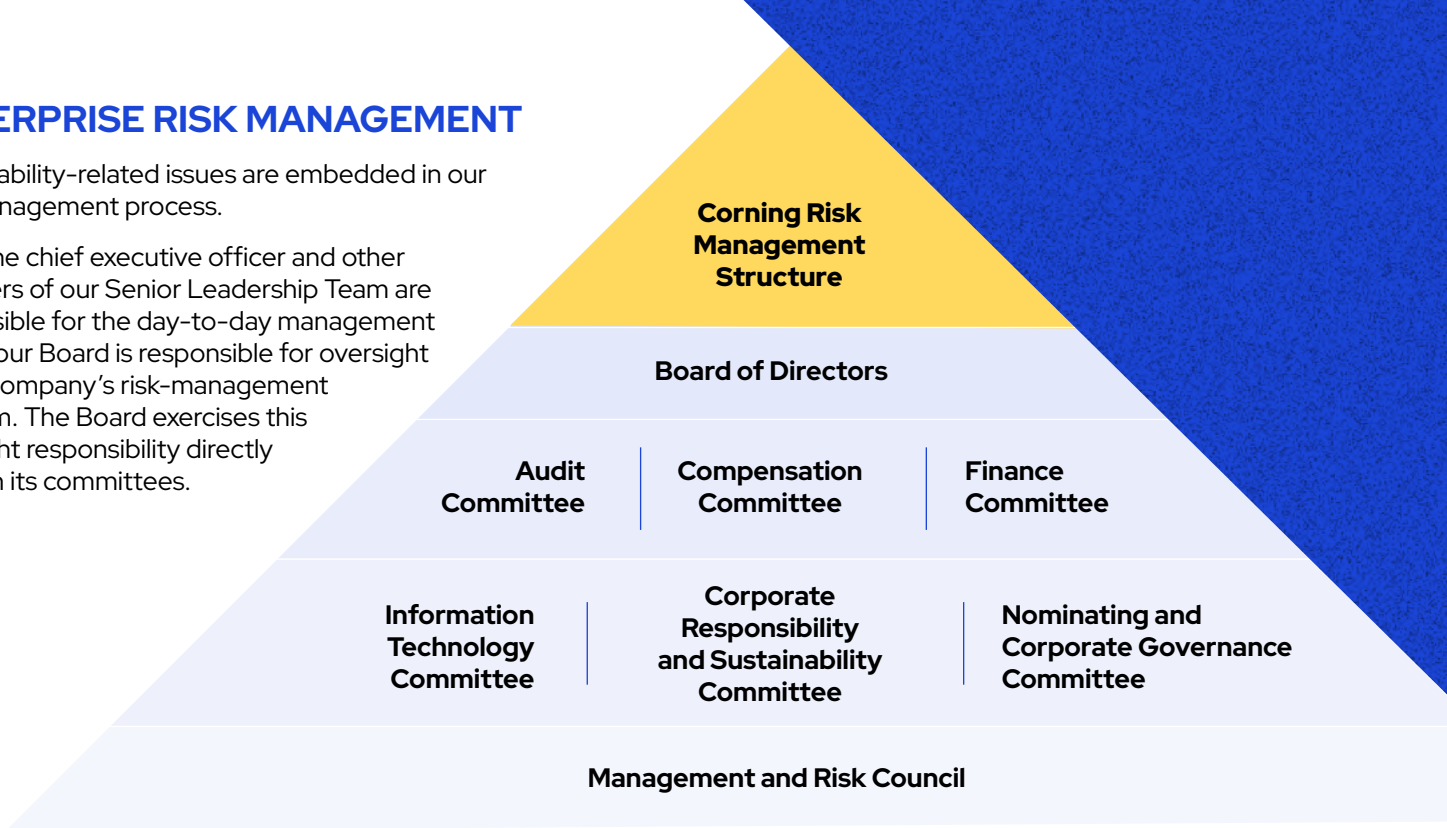 ERPRISE RISK MANAGEMENT
ability-related issues are embedded in our
nagement process.
ne chief executive officer and other
ers of our Senior Leadership Team are
sible for the day-to-day management
our Board is responsible for oversight
ompany's risk-management
m. The Board exercises this
ht responsibility directly
n its committees.
Corning Risk
Management
Structure
Board of Directors
Audit
Committee
Compensation
Committee
Finance
Committee
Information
Technology
Committee
Corporate
Responsibility
and Sustainability
Committee
Nominating and
Corporate Governance
Committee
Management and Risk Council